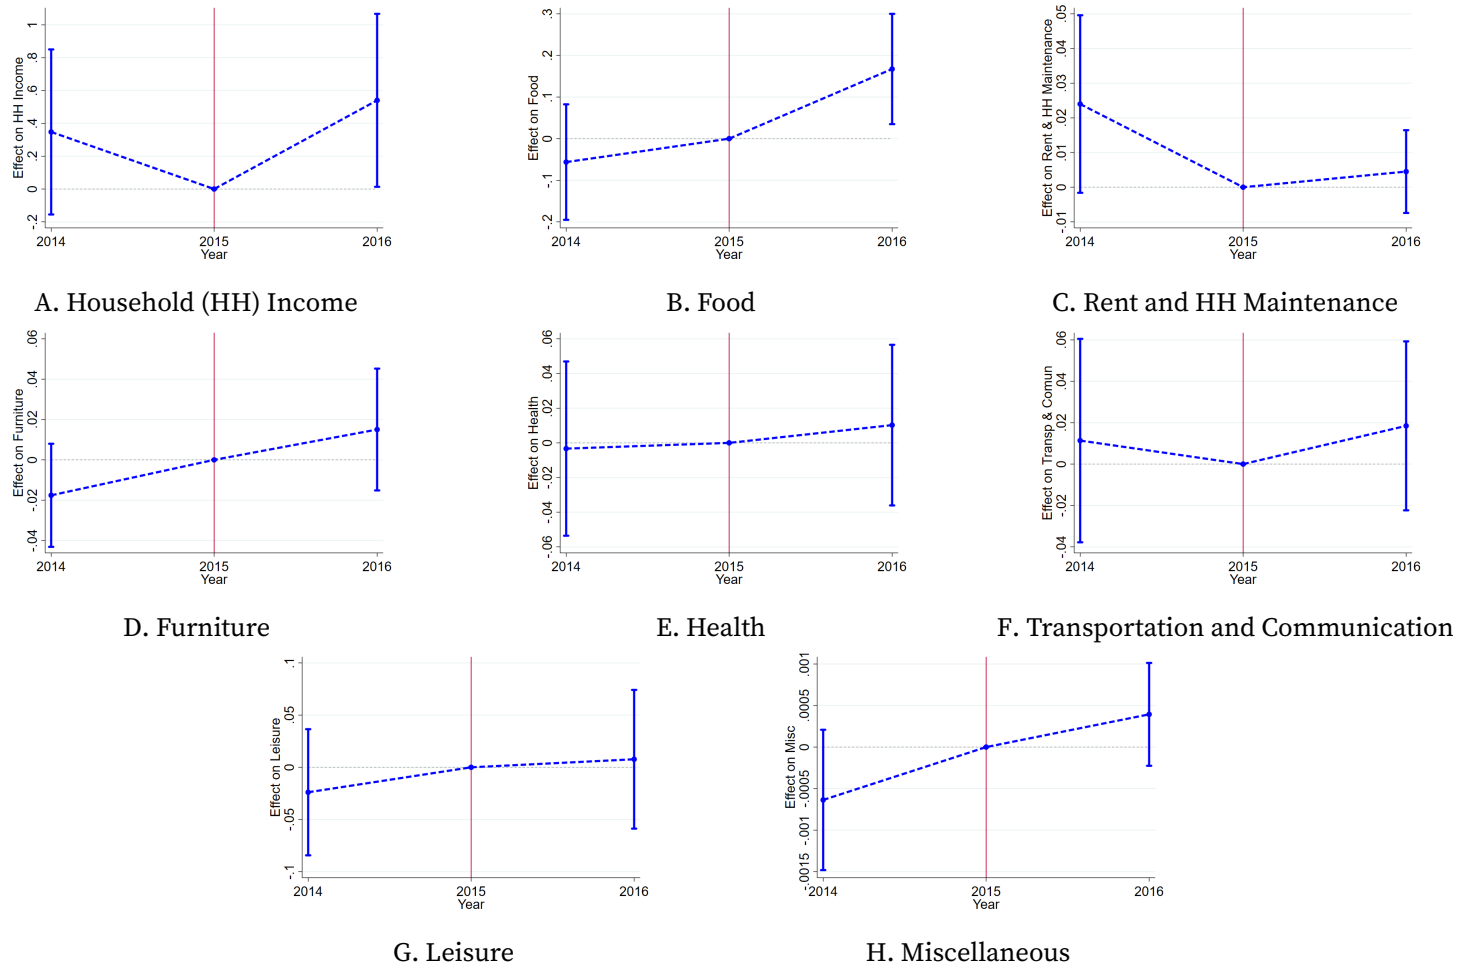 Effect on HH Income
1
.8
.6
.4
.2
0
-.2
2014 2015 2016
Year
A. Household (HH) Income
Effect on Food
.3
.2
.1
0
-.1
-.2
2014 2015 2016
Year
B. Food
Effect on Rent & HH Maintenance
.05
.04
.03
.02
.01
0
-.01
2014 2015 2016
Year
C. Rent and HH Maintenance
Effect on Furniture
.06
.04
.02
0
-.02
-.04
2014 2015 2016
Year
D. Furniture
Effect on Health
.06
.04
.02
0
-.02
-.04
-.06
2014 2015 2016
Year
E. Health
Effect on Transp & Comun
.06
.04
.02
0
-.02
-.04
2014 2015 2016
Year
F. Transportation and Communication
Effect on Leisure
.1
.05
0
-.05
-.1
2014 2015 2016
Year
G. Leisure
Effect on Misc
.001
.0005
0
-.0005
-.001
-.0015
2014 2015 2016
Year
H. Miscellaneous